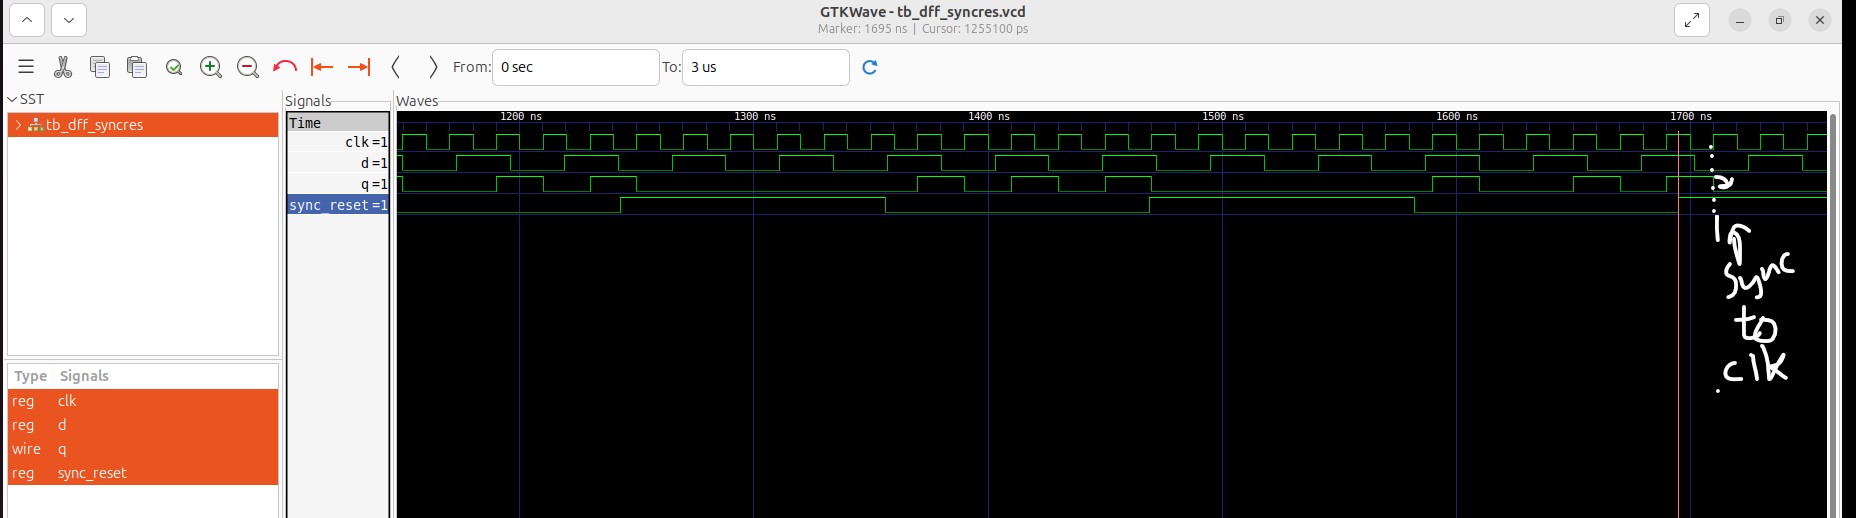 GTKWave - tb_dff_syncres.vcd
Marker: 1695 ns | Cursor: 1255100 ps
From: 0 sec To: 3 us
SST
tb_dff_syncres
Type Signals
reg clk
reg d
wire q
reg sync_reset
Signals
Time
clk =1
d =1
q =1
sync_reset =1
Waves
1200 ns 1300 ns 1400 ns 1500 ns 1600 ns 1700 ns
sync
to
clk